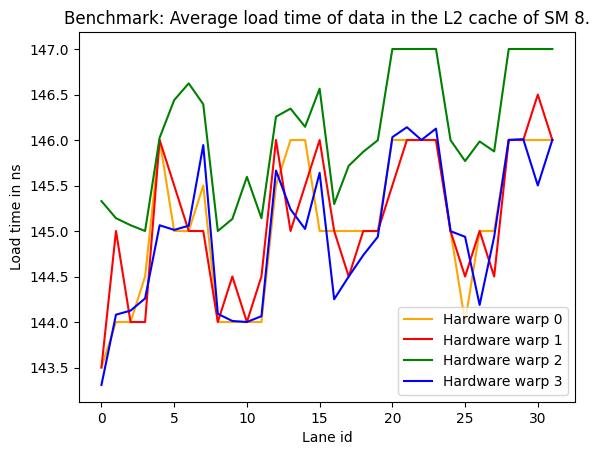 Benchmark: Average load time of data in the L2 cache of SM 8.
147.0
146.5
146.0
145.5
145.0
144.5
144.0
143.5
Load time in ns
0 5 10 15 20 25 30
Lane id
Hardware warp 0
Hardware warp 1
Hardware warp 2
Hardware warp 3